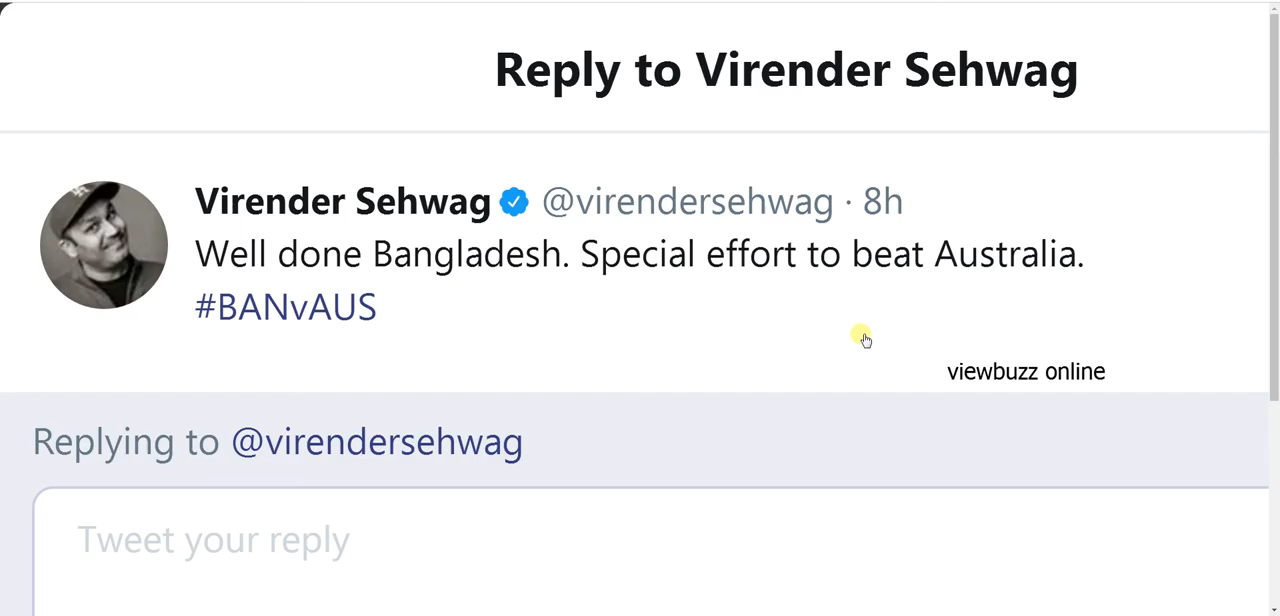 Reply to Virender Sehwag
Virender Sehwag @virendersehwag · 8h
Well done Bangladesh. Special effort to beat Australia.
#BANvAUS
viewbuzz online
Replying to @virendersehwag
Tweet your reply